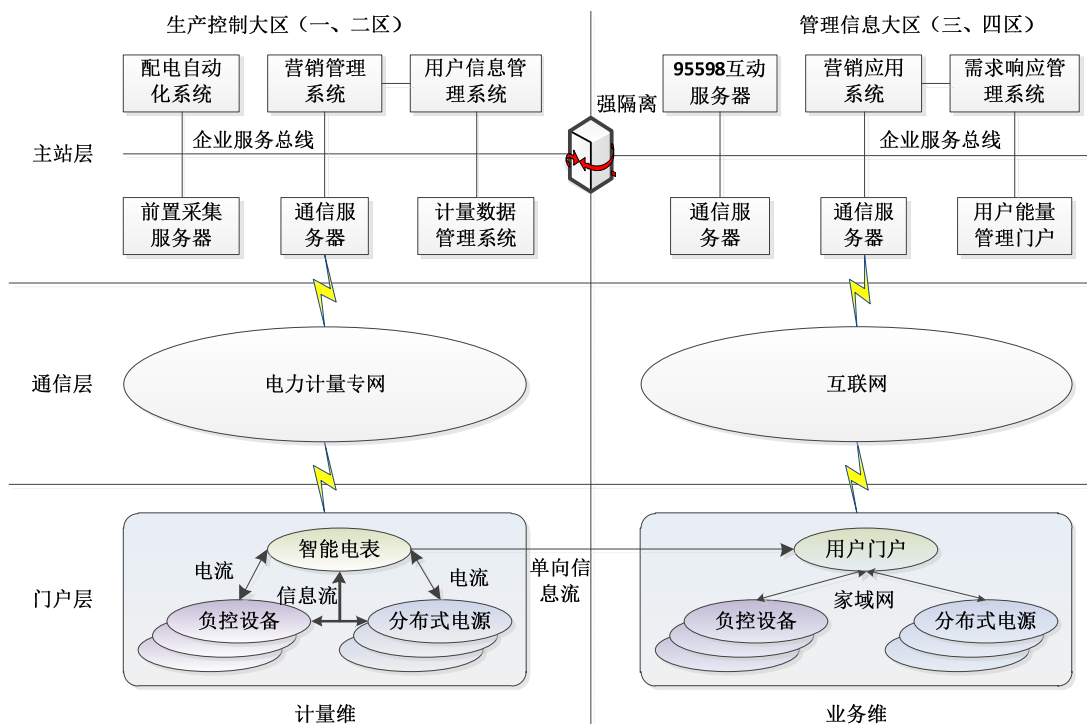 生产控制大区（一、二区）
管理信息大区（三、四区）
配电自动
化系统
营销管理
系统
用户信息管
理系统
95598互动
服务器
营销应用
系统
需求响应管
理系统
强隔离
主站层
企业服务总线
企业服务总线
前置采集
服务器
通信服
务器
计量数据
管理系统
通信服
务器
通信服
务器
用户能量
管理门户
通信层
电力计量专网
互联网
门户层
智能电表
电流
信息流
电流
负控设备
分布式电源
单向信
息流
用户门户
家域网
负控设备
分布式电源
计量维
业务维